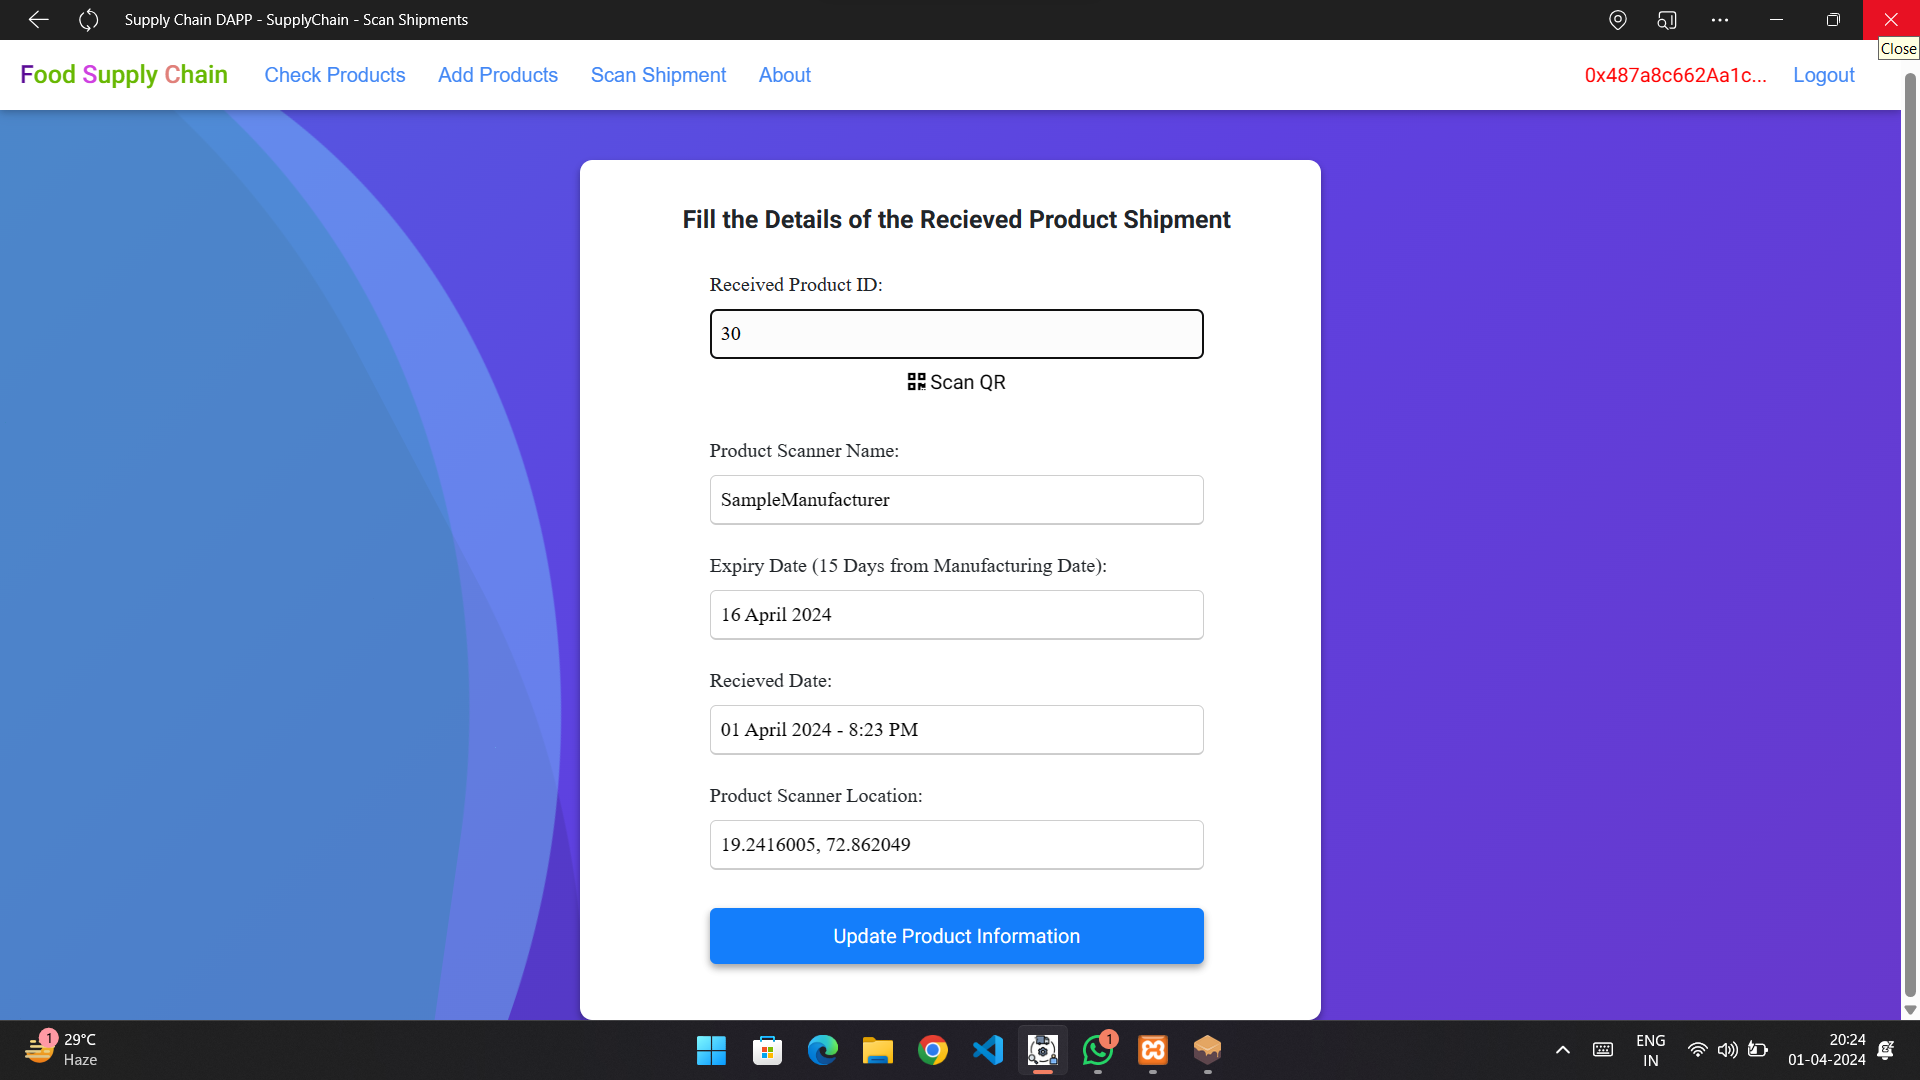 Supply Chain DAPP - SupplyChain - Scan Shipments
Close
Food Supply Chain Check Products Add Products Scan Shipment About 0x487a8c662Aa1c... Logout
Fill the Details of the Recieved Product Shipment
Received Product ID:
30
Scan QR
Product Scanner Name:
SampleManufacturer
Expiry Date (15 Days from Manufacturing Date):
16 April 2024
Recieved Date:
01 April 2024 - 8:23 PM
Product Scanner Location:
19.2416005, 72.862049
Update Product Information
1
29°C
Haze
1
ENG
IN
20:24
01-04-2024